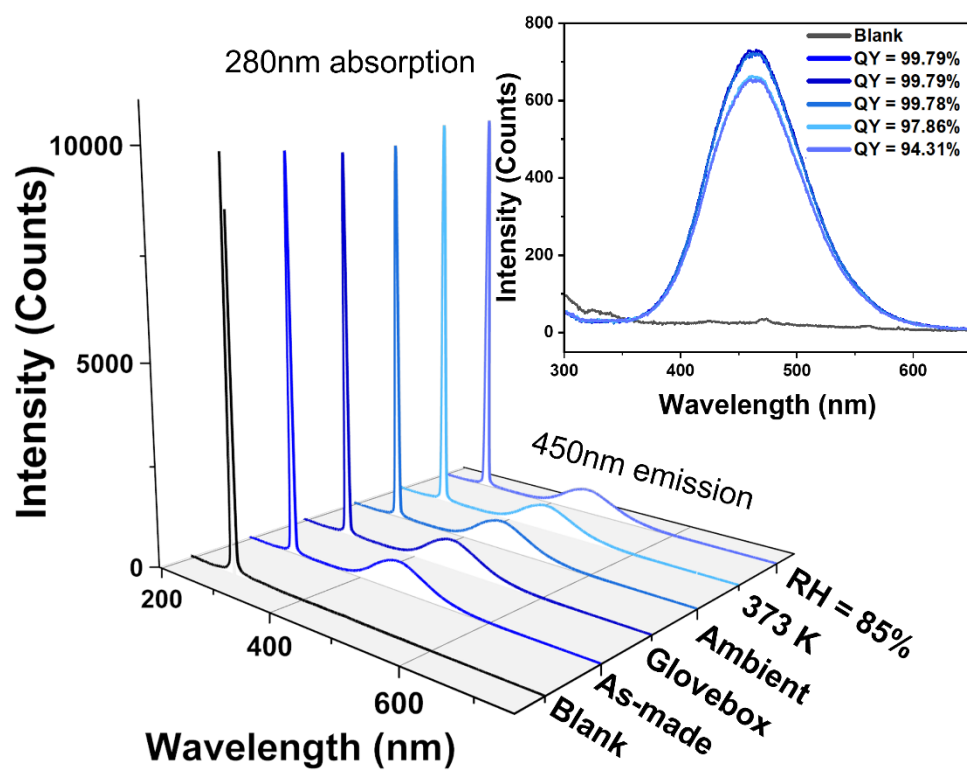 280nm absorption
10000
5000
0
Intensity (Counts)
200
400
600
Wavelength (nm)
450nm emission
Blank
As-made
Glovebox
Ambient
373 K
RH = 85%
800
600
400
200
0
Intensity (Counts)
300
400
500
600
Wavelength (nm)
Blank
QY = 99.79%
QY = 99.79%
QY = 99.78%
QY = 97.86%
QY = 94.31%